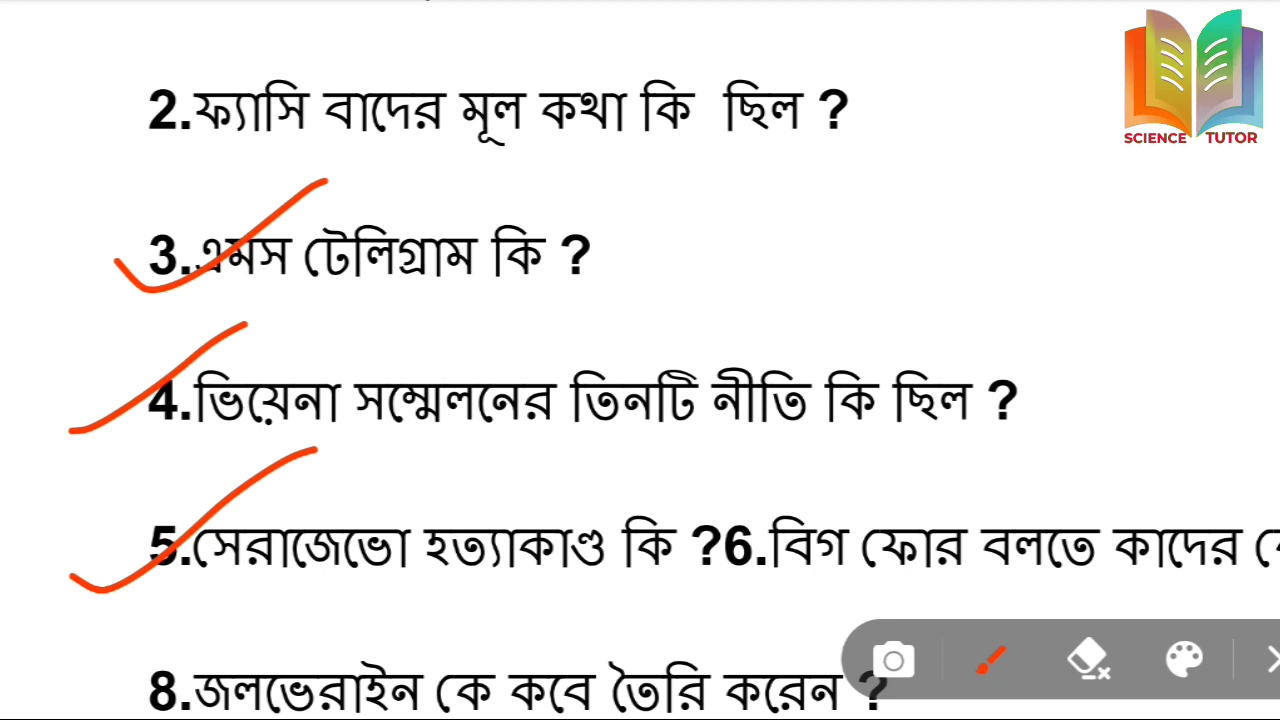 SCIENCE TUTOR
2.ফ্যাসি বাদের মূল কথা কি ছিল ?
3.এমস টেলিগ্রাম কি ?
4.ভিয়েনা সম্মেলনের তিনটি নীতি কি ছিল ?
5.সেরাজেভো হত্যাকাণ্ড কি ?6.বিগ ফোর বলতে কাদের
8.জলভেরাইন কে কবে তৈরি করেন ?